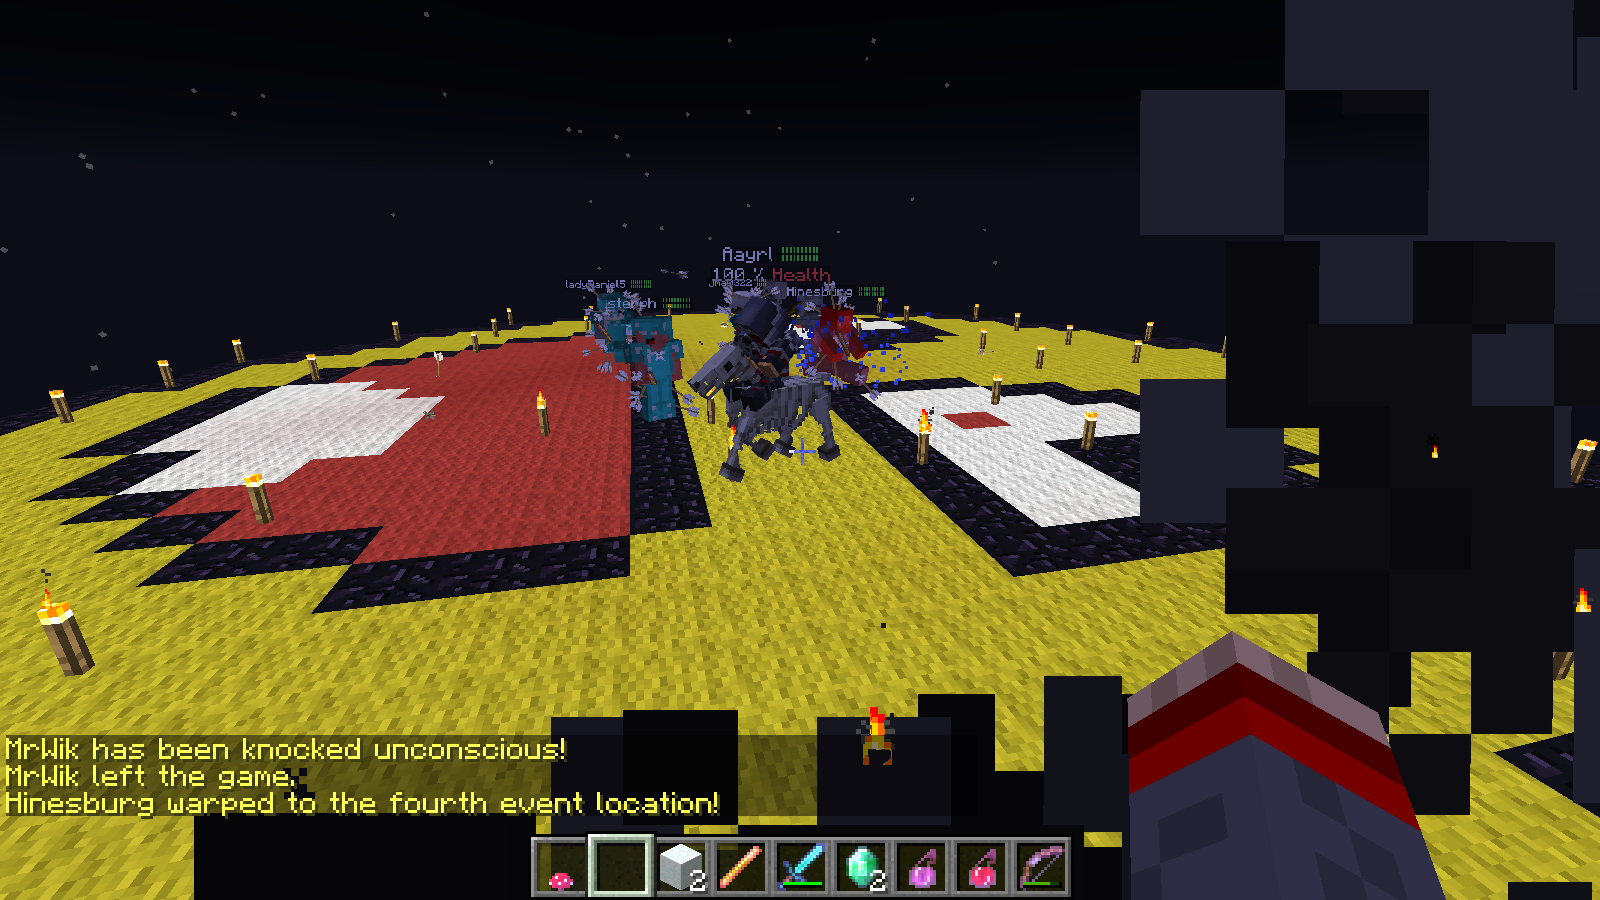 Aayrl
100 % Health
ladydaniel5
Hinesburg
MrWik has been knocked unconscious!
MrWik left the game.
Hinesburg warped to the fourth event location!
2
2